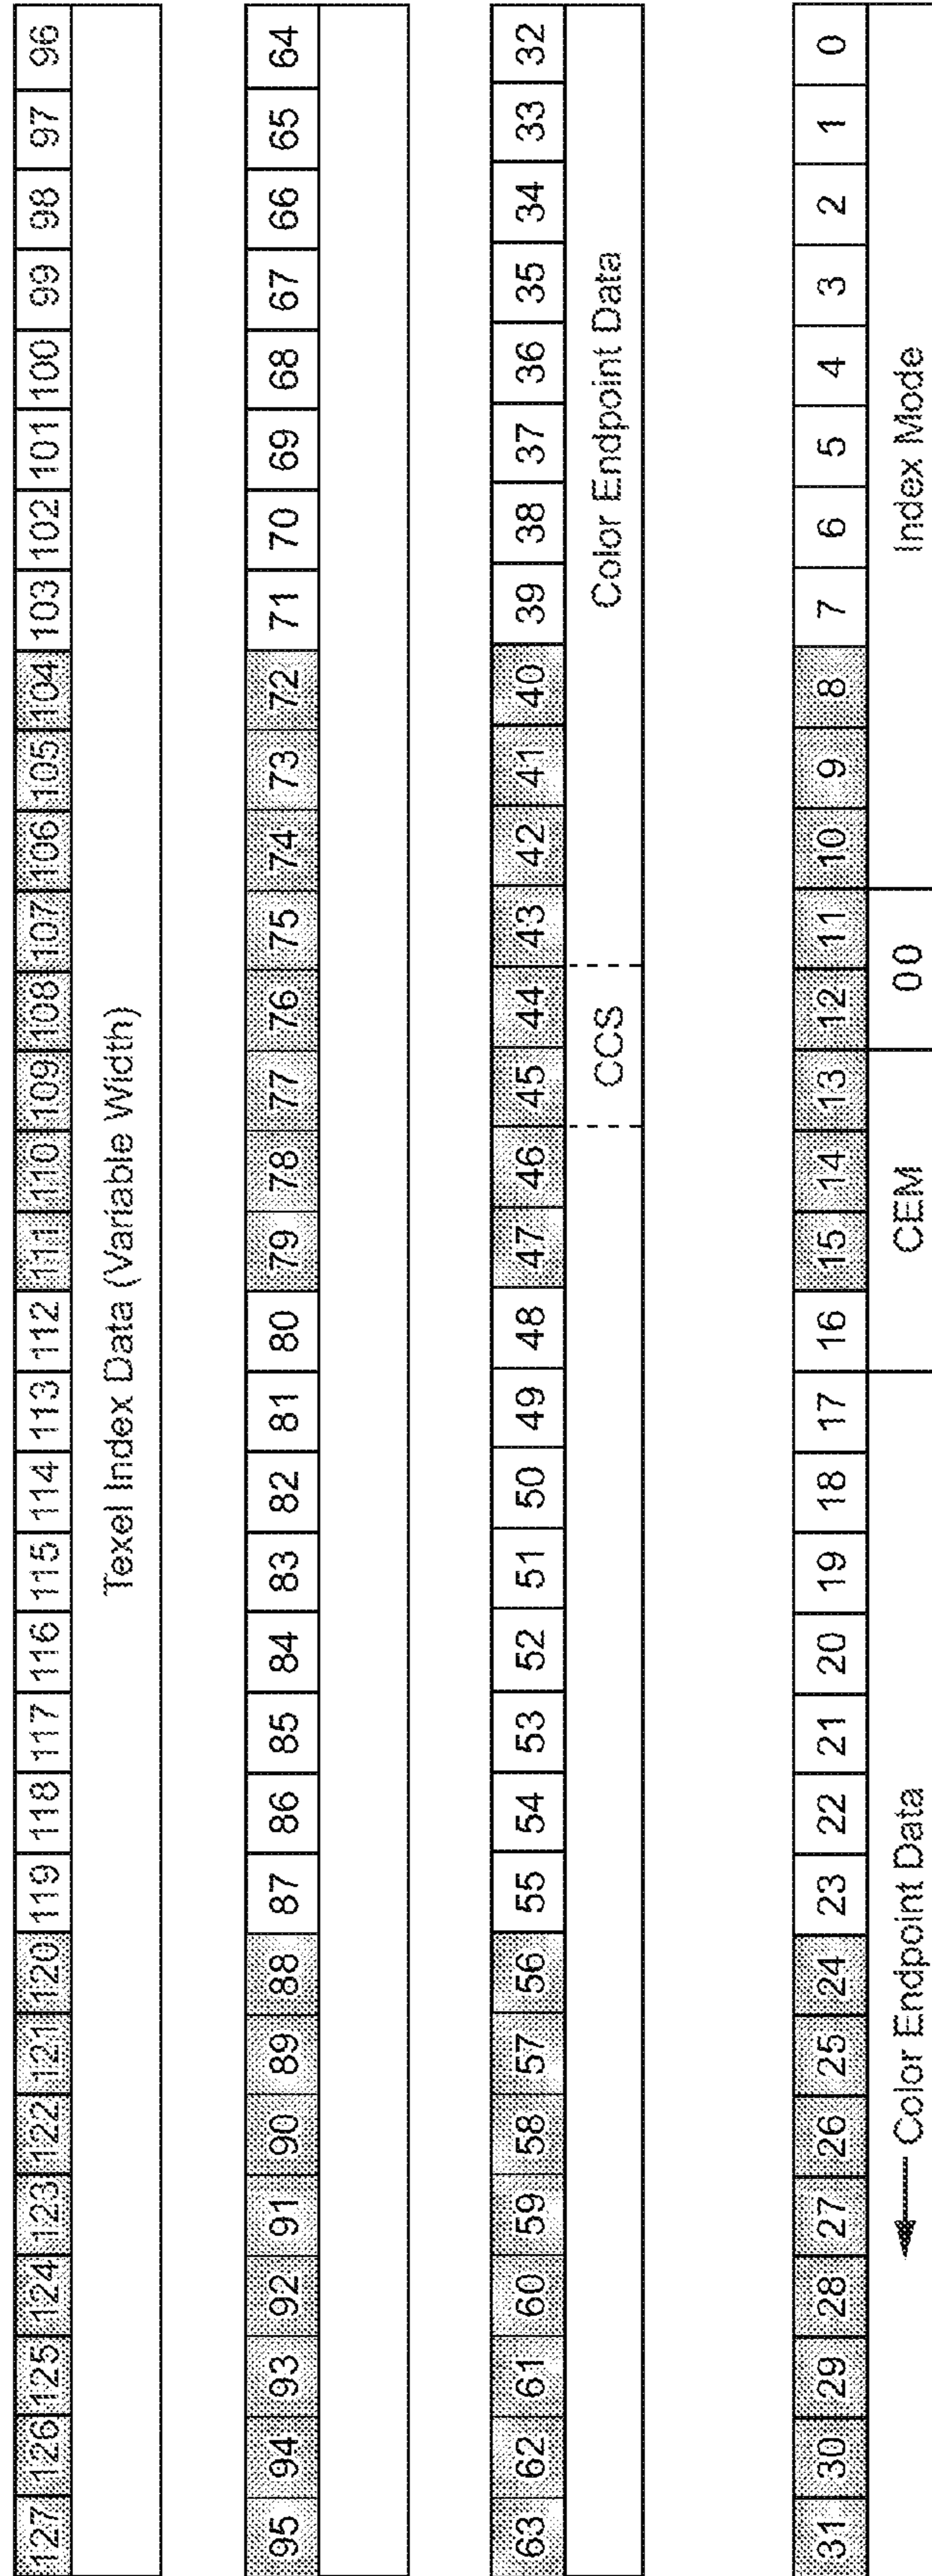 127 126 125 124 123 122 121 120 119 118 117 116 115 114 113 112 111 110 109 108 107 106 105 104 103 102 101 100 99 98 97 96
Texel Index Data (Variable Width)
95 94 93 92 91 90 89 88 87 86 85 84 83 82 81 80 79 78 77 76 75 74 73 72 71 70 69 68 67 66 65 64
63 62 61 60 59 58 57 56 55 54 53 52 51 50 49 48 47 46 45 44 43 42 41 40 39 38 37 36 35 34 33 32
CCS Color Endpoint Data
31 30 29 28 27 26 25 24 23 22 21 20 19 18 17 16 15 14 13 12 11 10 9 8 7 6 5 4 3 2 1 0
Color Endpoint Data CEM 00 Index Mode